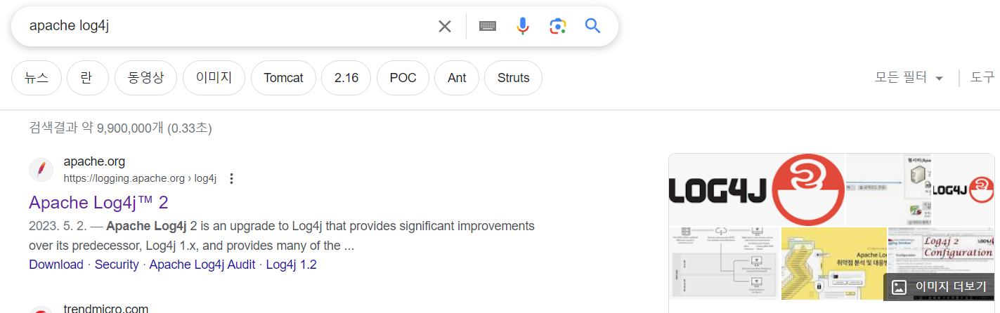 apache log4j
뉴스
란
동영상
이미지
Tomcat
2.16
POC
Ant
Struts
모든 필터
도구
검색결과 약 9,900,000개 (0.33초)
apache.org
https://logging.apache.org › log4j
Apache Log4j™ 2
2023. 5. 2. — Apache Log4j 2 is an upgrade to Log4j that provides significant improvements
over its predecessor, Log4j 1.x, and provides many of the ...
Download · Security · Apache Log4j Audit · Log4j 1.2
trendmicro.com
LOG4J
LOG4J
Apache Lo
취약점 분석 및 대응방
Log4j 2
Configuration
이미지 더보기